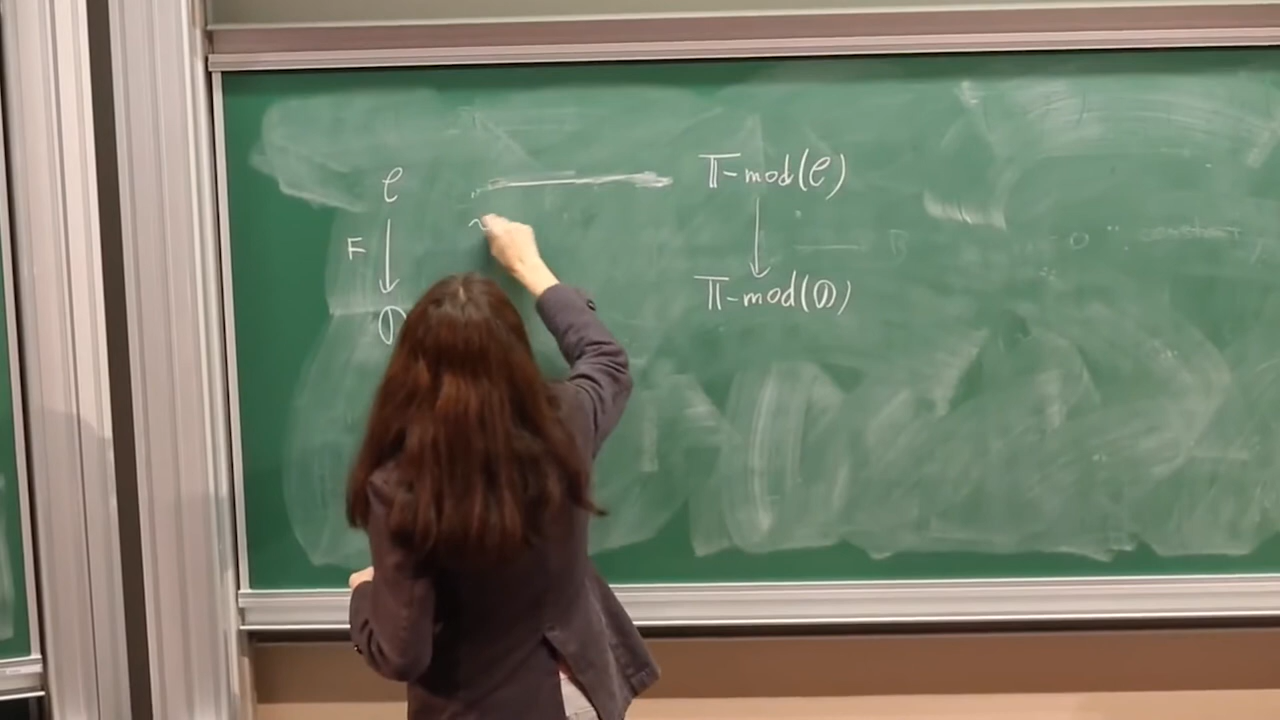 𝒞 𝕋-mod(𝒞)
F ↓ ↓
𝒟 𝕋-mod(𝒟)